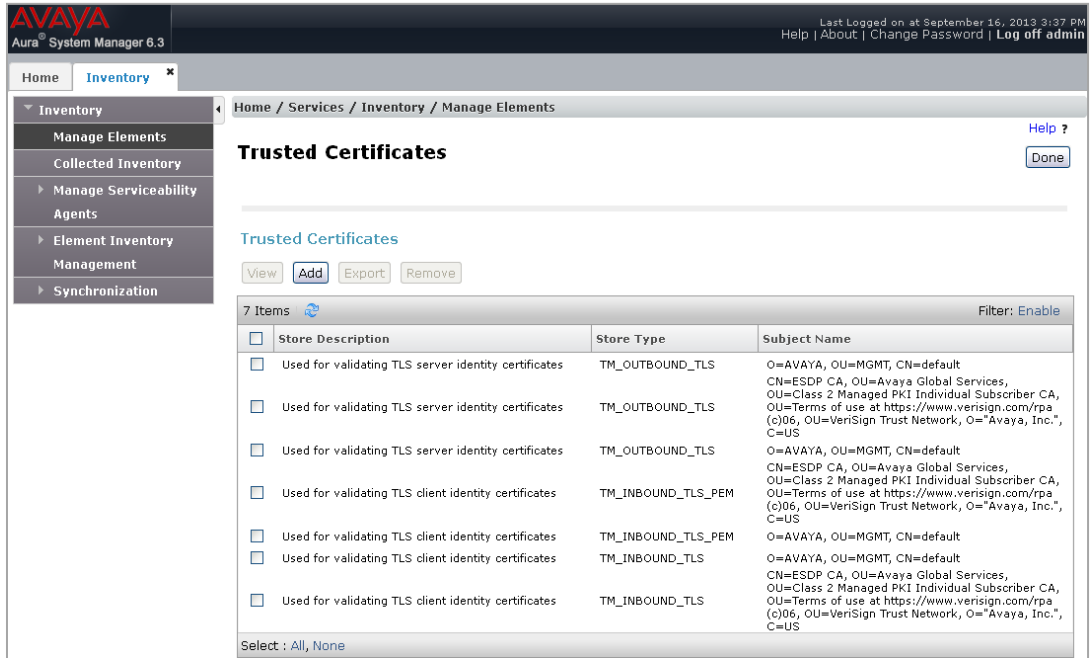 AVAYA
Aura® System Manager 6.3
Last Logged on at September 16, 2013 3:37 PM
Help | About | Change Password | Log off admin
Home
Inventory ×
Inventory
Manage Elements
Collected Inventory
Manage Serviceability
Agents
Element Inventory
Management
Synchronization
Home / Services / Inventory / Manage Elements
Help ?
Trusted Certificates
Done
Trusted Certificates
View Add Export Remove
7 Items
Filter: Enable
Store Description Store Type Subject Name
Used for validating TLS server identity certificates TM_OUTBOUND_TLS O=AVAYA, OU=MGMT, CN=default
Used for validating TLS server identity certificates TM_OUTBOUND_TLS CN=ESDP CA, OU=Avaya Global Services,
OU=Class 2 Managed PKI Individual Subscriber CA,
OU=Terms of use at https://www.verisign.com/rpa
(c)06, OU=VeriSign Trust Network, O="Avaya, Inc.",
C=US
Used for validating TLS server identity certificates TM_OUTBOUND_TLS O=AVAYA, OU=MGMT, CN=default
Used for validating TLS client identity certificates TM_INBOUND_TLS_PEM CN=ESDP CA, OU=Avaya Global Services,
OU=Class 2 Managed PKI Individual Subscriber CA,
OU=Terms of use at https://www.verisign.com/rpa
(c)06, OU=VeriSign Trust Network, O="Avaya, Inc.",
C=US
Used for validating TLS client identity certificates TM_INBOUND_TLS_PEM O=AVAYA, OU=MGMT, CN=default
Used for validating TLS client identity certificates TM_INBOUND_TLS O=AVAYA, OU=MGMT, CN=default
Used for validating TLS client identity certificates TM_INBOUND_TLS CN=ESDP CA, OU=Avaya Global Services,
OU=Class 2 Managed PKI Individual Subscriber CA,
OU=Terms of use at https://www.verisign.com/rpa
(c)06, OU=VeriSign Trust Network, O="Avaya, Inc.",
C=US
Select : All, None